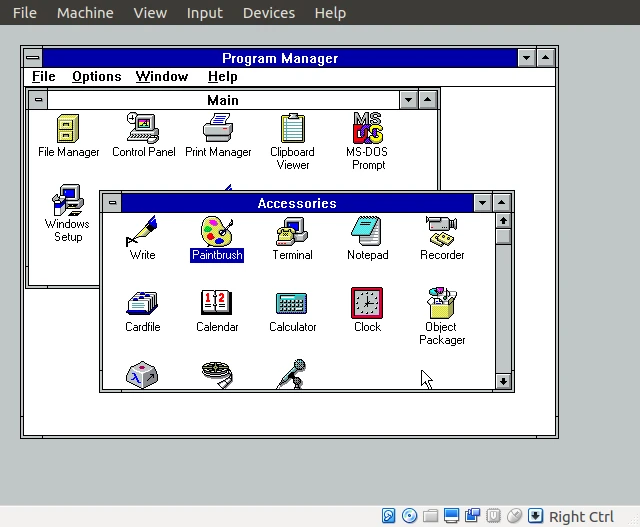 File Machine View Input Devices Help
Program Manager
File Options Window Help
Main
File Manager Control Panel Print Manager Clipboard Viewer MS-DOS Prompt
Windows Setup
Accessories
Write Paintbrush Terminal Notepad Recorder
Cardfile Calendar Calculator Clock Object Packager
Right Ctrl